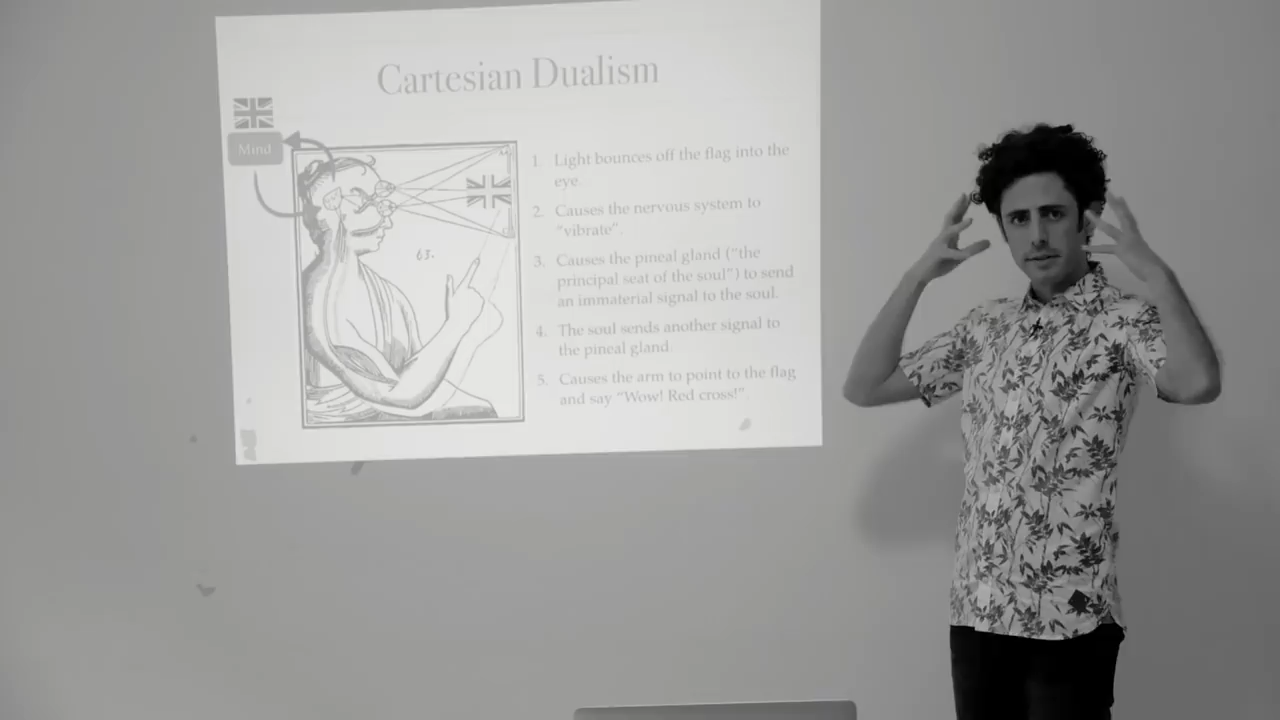 Cartesian Dualism
Mind
63.
1. Light bounces off the flag into the
eye.
2. Causes the nervous system to
"vibrate".
3. Causes the pineal gland ("the
principal seat of the soul") to send
an immaterial signal to the soul.
4. The soul sends another signal to
the pineal gland.
5. Causes the arm to point to the flag
and say "Wow! Red cross!".